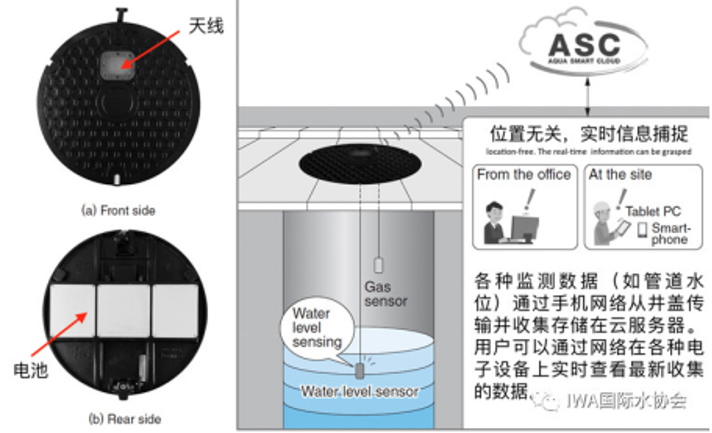 天线
(a) Front side
电池
(b) Rear side
ASC
AQUA SMART CLOUD
位置无关，实时信息捕捉
location-free. The real-time information can be grasped
From the office
At the site
Tablet PC
Smart-
phone
Gas
sensor
Water
level
sensing
Water level sensor
各种监测数据（如管道水
位）通过手机网络从井盖传
输并收集存储在云服务器。
用户可以通过网络在各种电
子设备上实时查看最新收集
的数据
IWA国际水协会